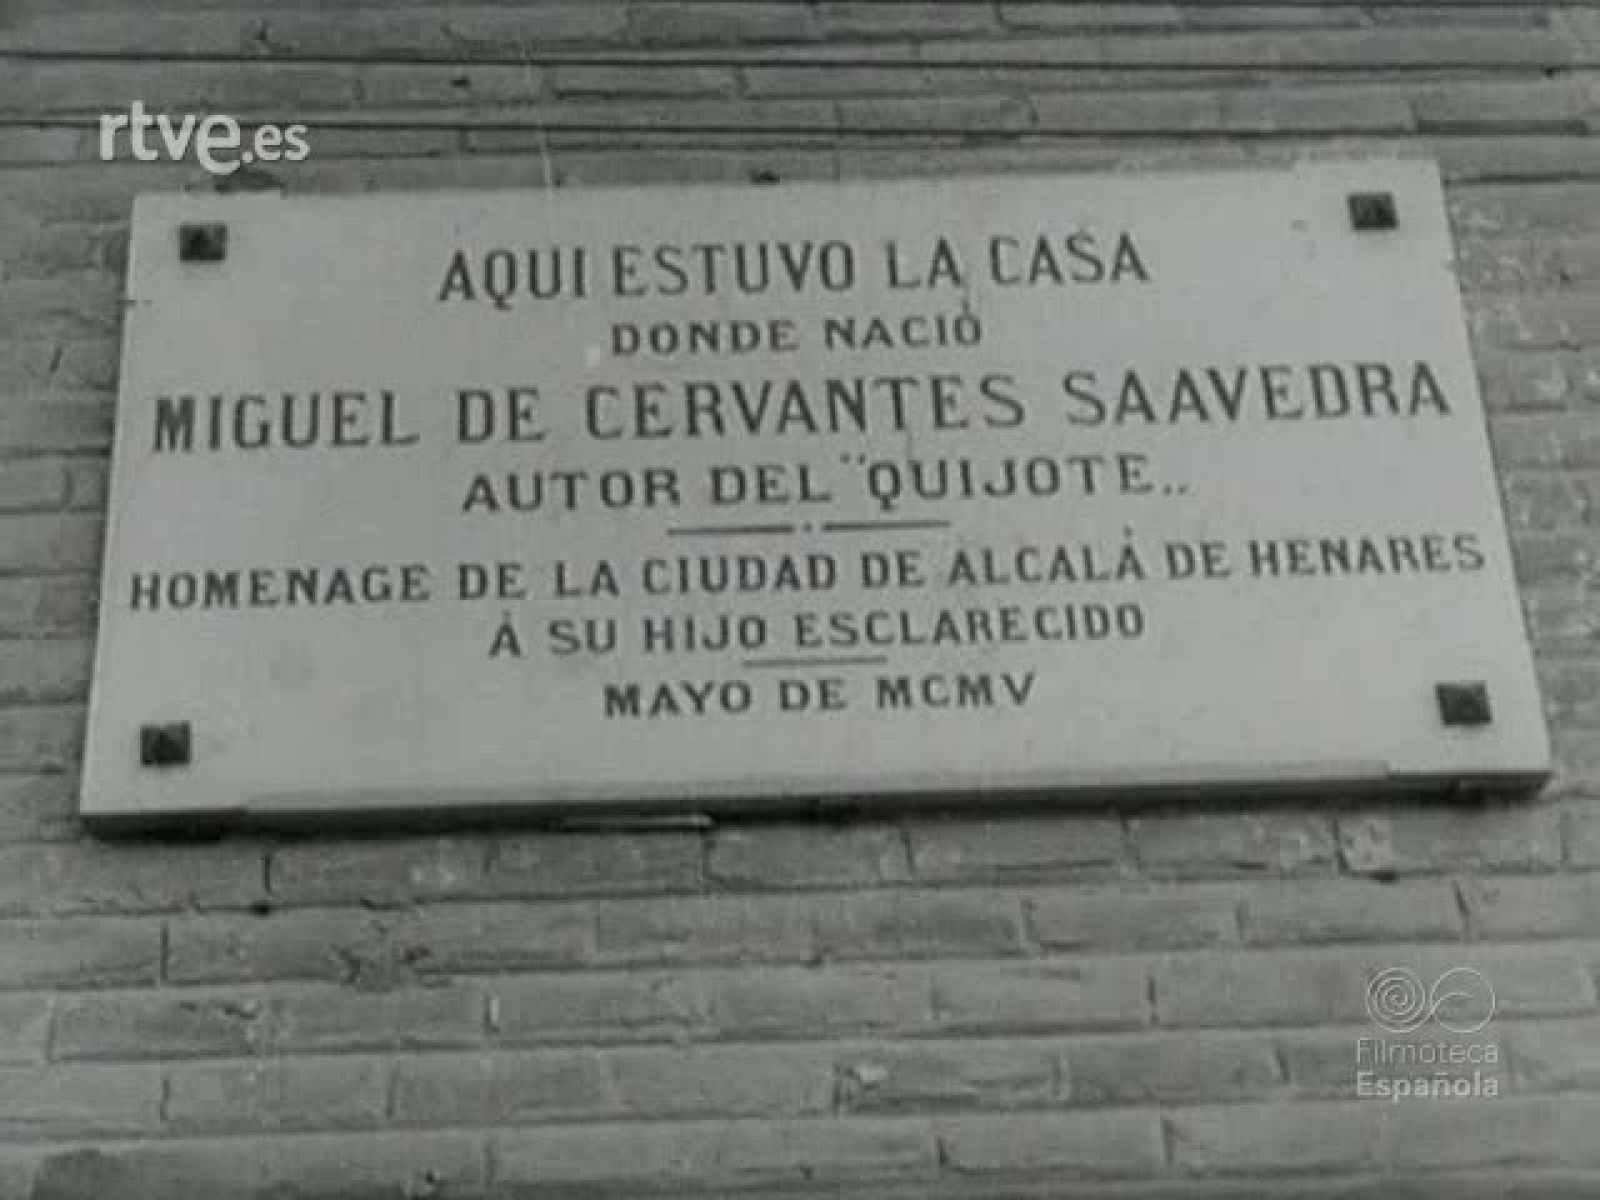 rtve.es
AQUI ESTUVO LA CASA
DONDE NACIÓ
MIGUEL DE CERVANTES SAAVEDRA
AUTOR DEL "QUIJOTE„
HOMENAGE DE LA CIUDAD DE ALCALÁ DE HENARES
Á SU HIJO ESCLARECIDO
MAYO DE MCMV
Filmoteca
Española